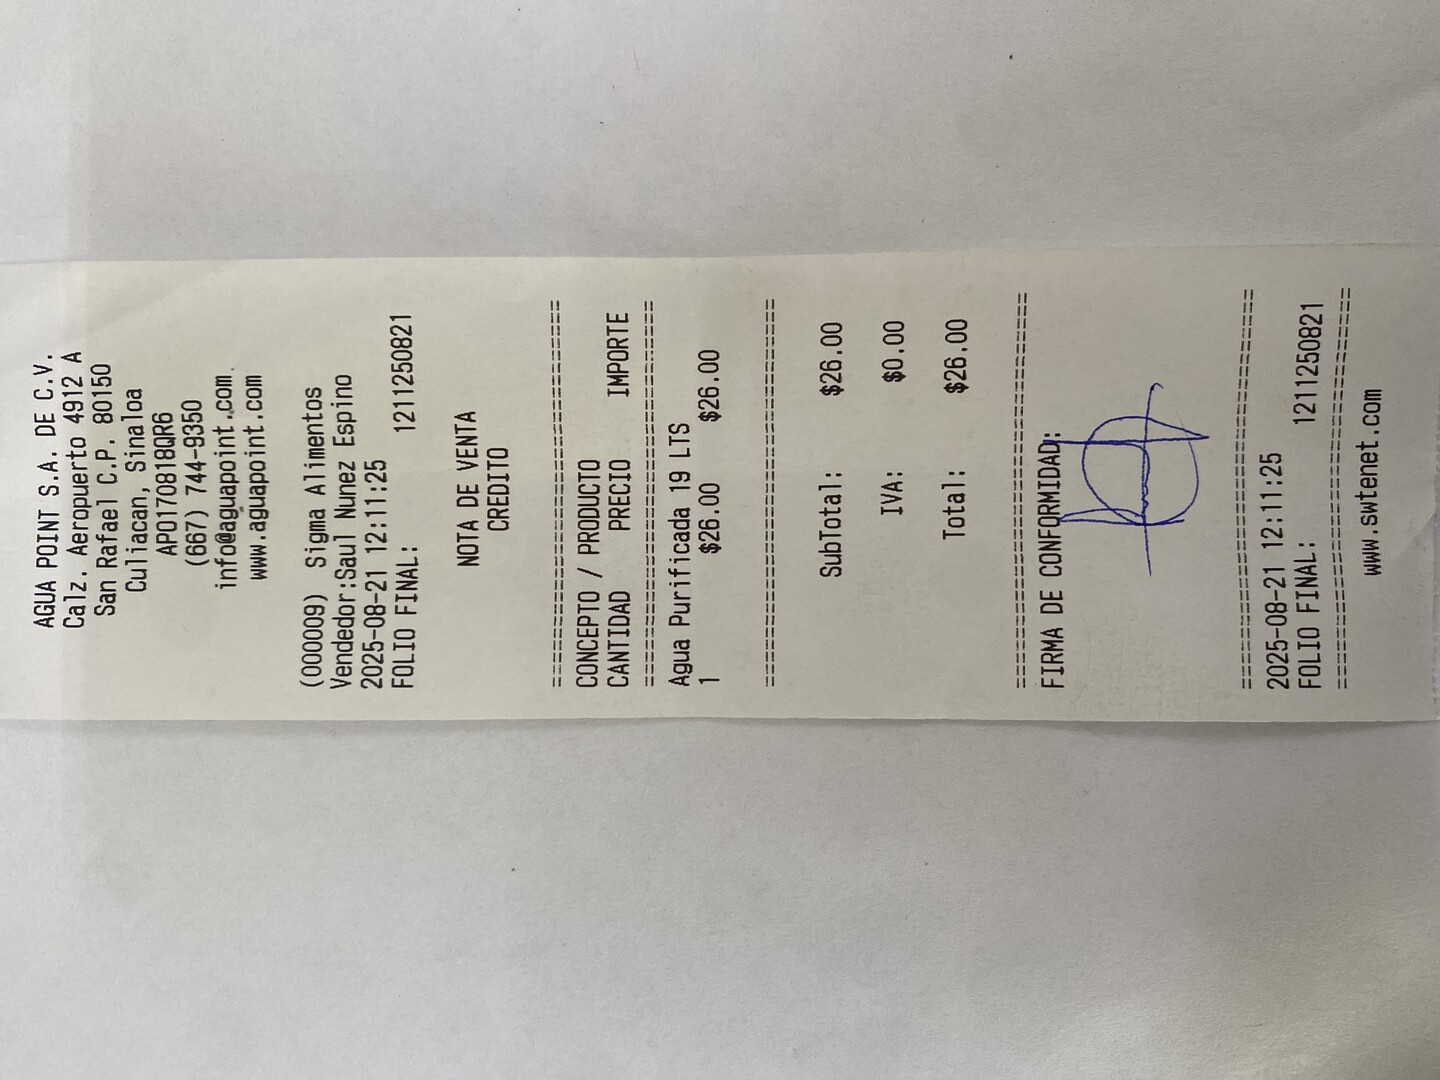 AGUA POINT S.A. DE C.V.
Calz. Aeropuerto 4912 A
San Rafael C.P. 80150
Culiacan, Sinaloa
APO170818QR6
(667) 744-9350
info@aguapoint.com
www.aguapoint.com
(000009) Sigma Alimentos
Vendedor:Saul Nunez Espino
2025-08-21 12:11:25
FOLIO FINAL: 1211250821
NOTA DE VENTA
CREDITO
==============================
CONCEPTO / PRODUCTO
CANTIDAD PRECIO IMPORTE
==============================
Agua Purificada 19 LTS
1 $26.00 $26.00
==============================
SubTotal: $26.00
IVA: $0.00
Total: $26.00
==============================
FIRMA DE CONFORMIDAD:
==============================
2025-08-21 12:11:25
FOLIO FINAL: 1211250821
==============================
www.swtenet.com